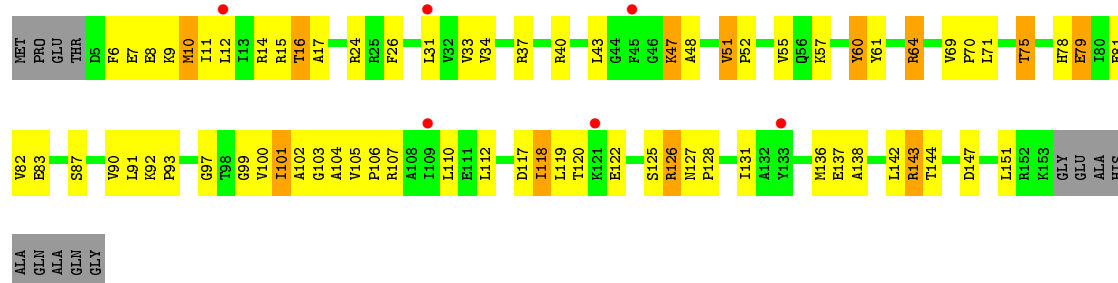 MET PRO GLU THR D5 F6 E7 E8 K9 M10 I11 L12 I13 R14 R15 T16 A17 R24 R25 F26 L31 V32 V33 V34 R37 R40 L43 G44 F45 G46 K47 A48 V51 P52 V55 Q56 K57 Y60 Y61 R64 V69 P70 L71 T75 H78 E79 I80 F81
V82 E83 S87 V90 L91 K92 P93 G97 T98 G99 V100 I101 A102 G103 A104 V105 P106 R107 A108 I109 L110 E111 L112 D117 I118 L119 T120 K121 E122 S125 R126 N127 P128 I131 A132 Y133 M136 E137 A138 L142 R143 T144 D147 L151 R152 K153 GLY GLU ALA HIS
ALA GLN ALA GLN GLY